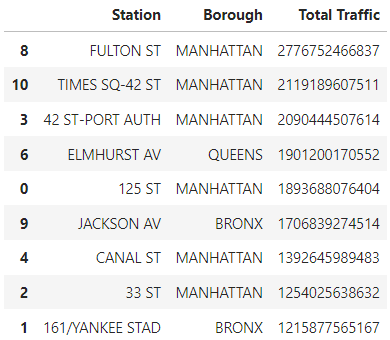 Station Borough Total Traffic
8 FULTON ST MANHATTAN 2776752466837
10 TIMES SQ-42 ST MANHATTAN 2119189607511
3 42 ST-PORT AUTH MANHATTAN 2090444507614
6 ELMHURST AV QUEENS 1901200170552
0 125 ST MANHATTAN 1893688076404
9 JACKSON AV BRONX 1706839274514
4 CANAL ST MANHATTAN 1392645989483
2 33 ST MANHATTAN 1254025638632
1 161/YANKEE STAD BRONX 1215877565167